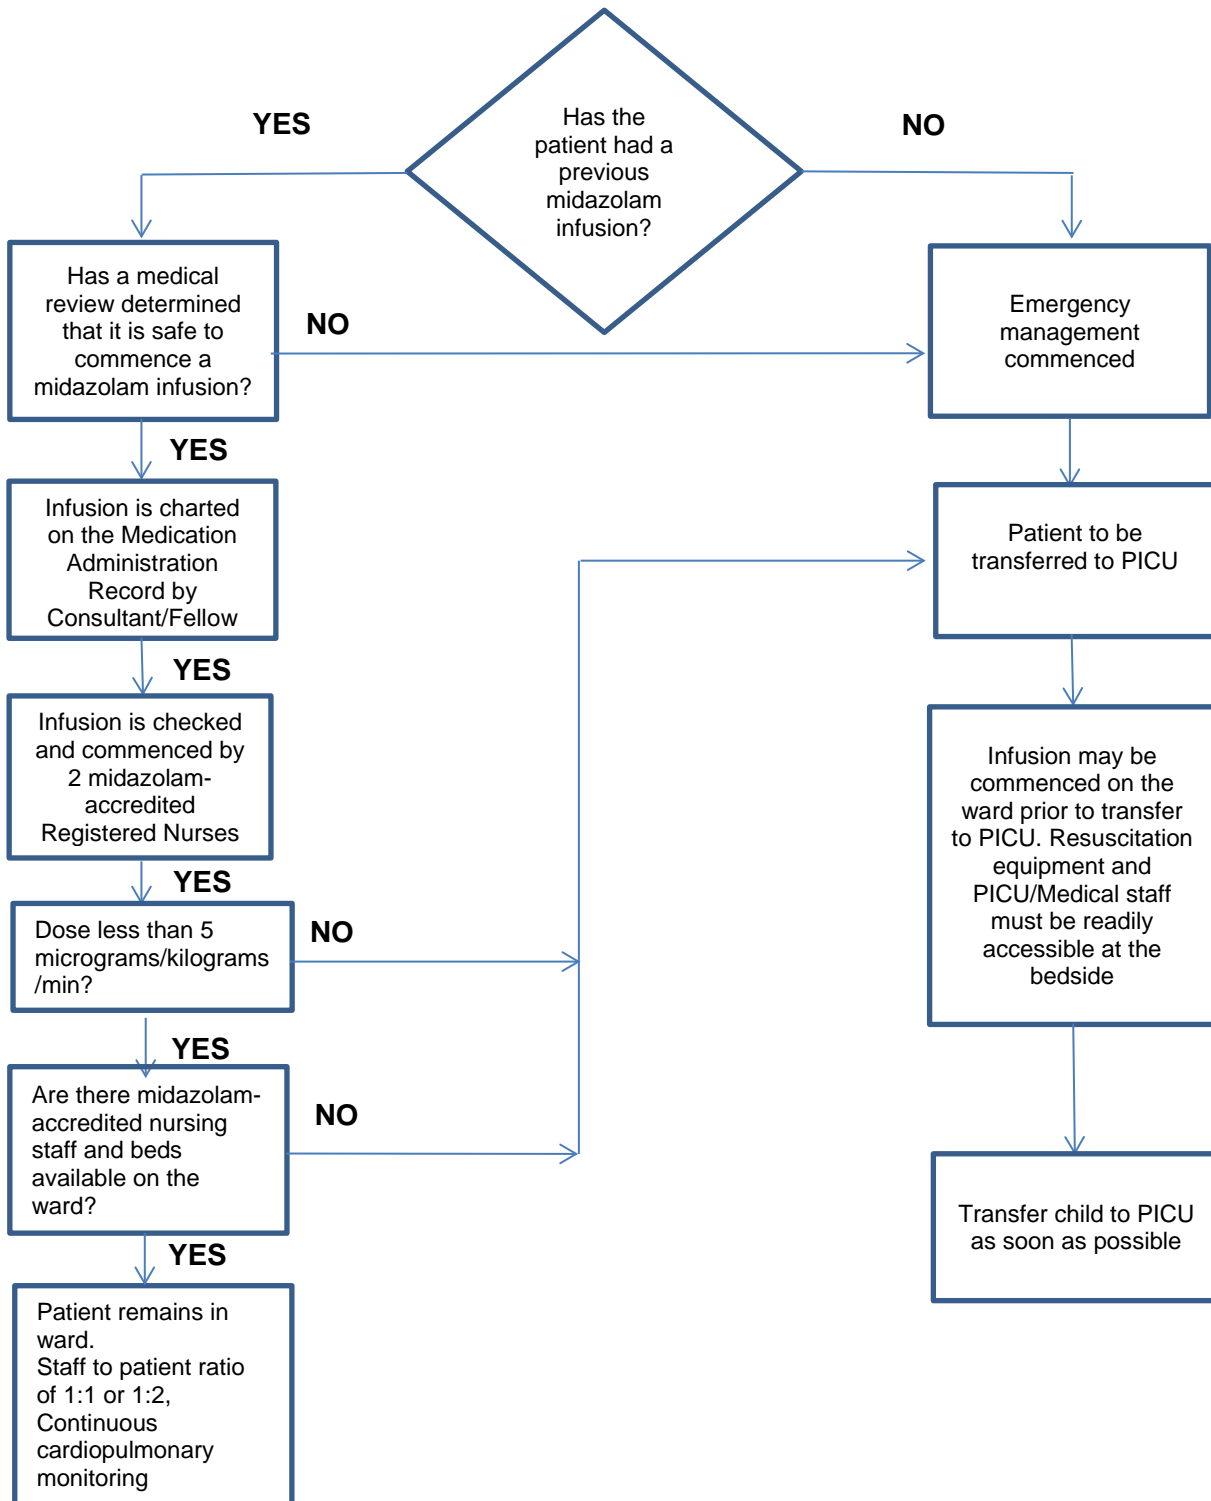 YES
Has the
patient had a
previous
midazolam
infusion?
NO
Has a medical
review determined
that it is safe to
commence a
midazolam infusion?
NO
Emergency
management
commenced
YES
Infusion is charted
on the Medication
Administration
Record by
Consultant/Fellow
Patient to be
transferred to PICU
YES
Infusion is checked
and commenced by
2 midazolam-
accredited
Registered Nurses
Infusion may be
commenced on the
ward prior to transfer
to PICU. Resuscitation
equipment and
PICU/Medical staff
must be readily
accessible at the
bedside
YES
Dose less than 5
micrograms/kilograms
/min?
NO
YES
Are there midazolam-
accredited nursing
staff and beds
available on the
ward?
NO
Transfer child to PICU
as soon as possible
YES
Patient remains in
ward.
Staff to patient ratio
of 1:1 or 1:2,
Continuous
cardiopulmonary
monitoring